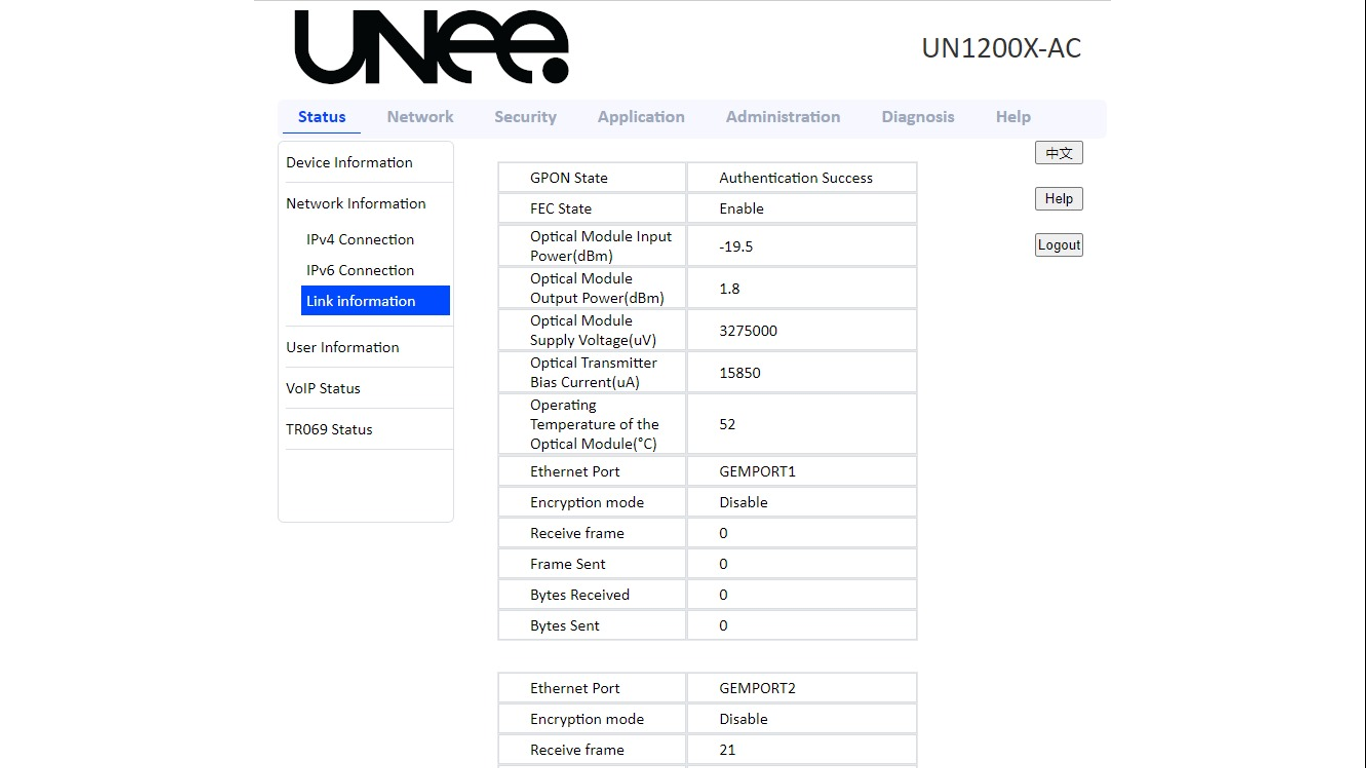 UNee.
UN1200X-AC
Status Network Security Application Administration Diagnosis Help
Device Information
Network Information
IPv4 Connection
IPv6 Connection
Link information
User Information
VoIP Status
TR069 Status
GPON State Authentication Success
FEC State Enable
Optical Module Input
Power(dBm) -19.5
Optical Module
Output Power(dBm) 1.8
Optical Module
Supply Voltage(uV) 3275000
Optical Transmitter
Bias Current(uA) 15850
Operating
Temperature of the
Optical Module(°C) 52
Ethernet Port GEMPORT1
Encryption mode Disable
Receive frame 0
Frame Sent 0
Bytes Received 0
Bytes Sent 0
Ethernet Port GEMPORT2
Encryption mode Disable
Receive frame 21
中文
Help
Logout